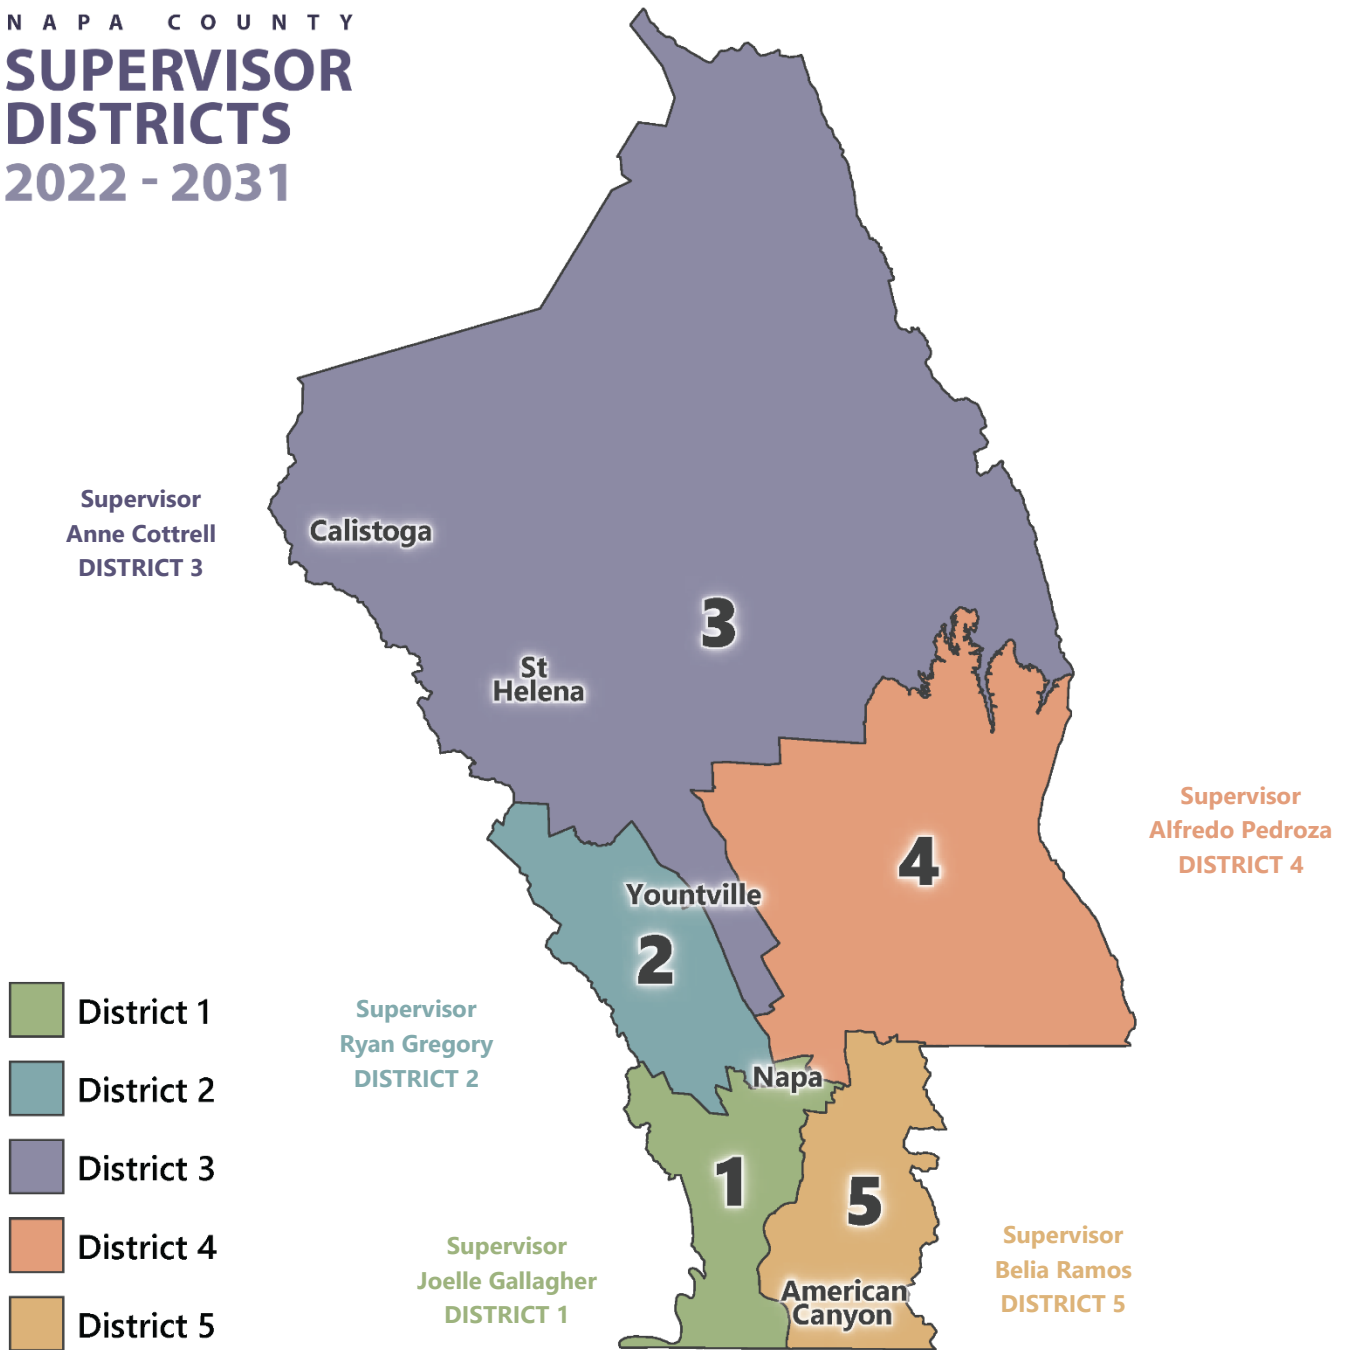 NAPA COUNTY
SUPERVISOR
DISTRICTS
2022 - 2031
Supervisor
Anne Cottrell
DISTRICT 3
Calistoga
3
St
Helena
Supervisor
Alfredo Pedroza
DISTRICT 4
4
Yountville
2
Supervisor
Ryan Gregory
DISTRICT 2
Napa
1
5
Supervisor
Joelle Gallagher
DISTRICT 1
Supervisor
Belia Ramos
DISTRICT 5
American
Canyon
District 1
District 2
District 3
District 4
District 5